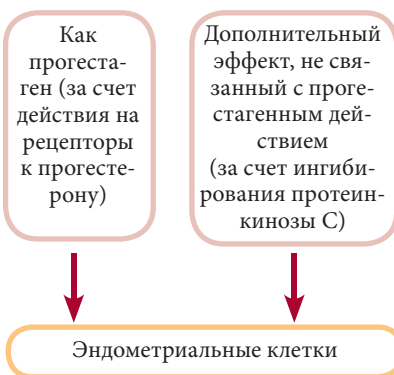 Как
прогеста-
ген (за счет
действия на
рецепторы
к прогесте-
рону)
Дополнительный
эффект, не свя-
занный с проге-
стагенным дей-
ствием
(за счет ингиби-
рования протеин-
кинозы С)
Эндометриальные клетки